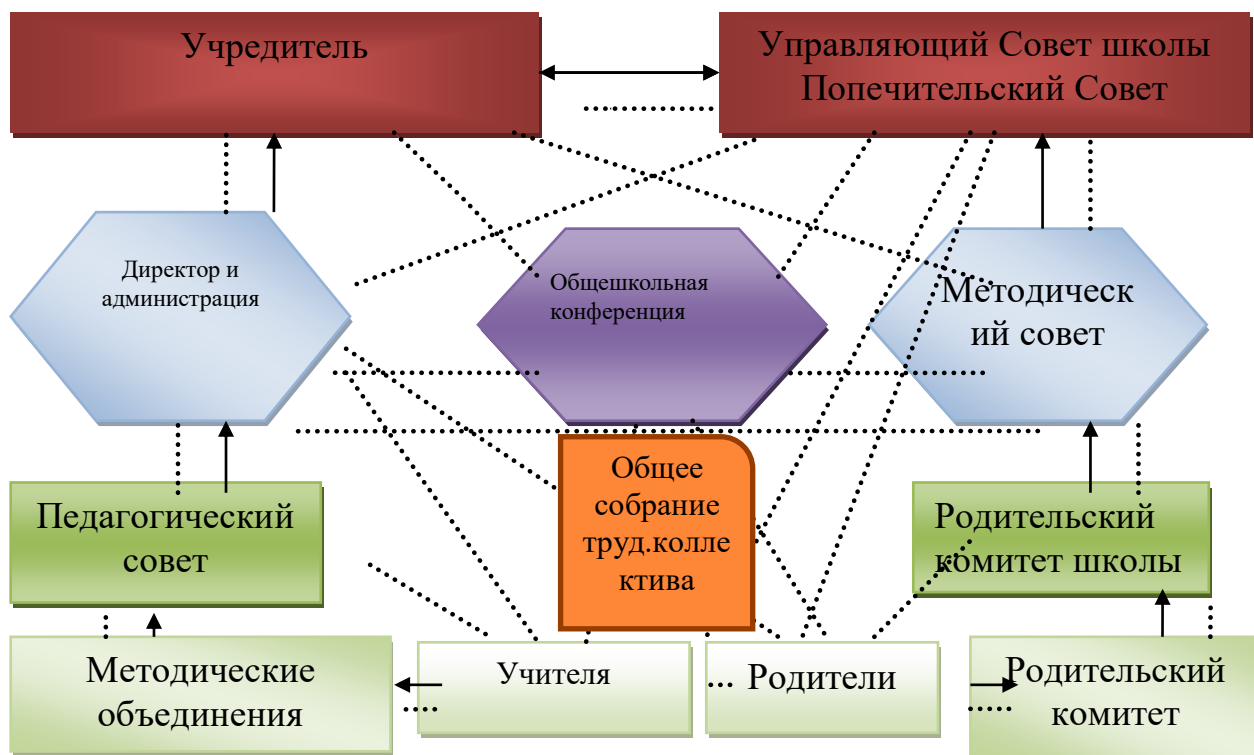 Учредитель
Управляющий Совет школы
Попечительский Совет
Директор и
администрация
Общешкольная
конференция
Методическ
ий совет
Общее
собрание
труд.колле
ктива
Педагогический
совет
Родительский
комитет школы
Методические
объединения
Учителя
Родители
Родительский
комитет